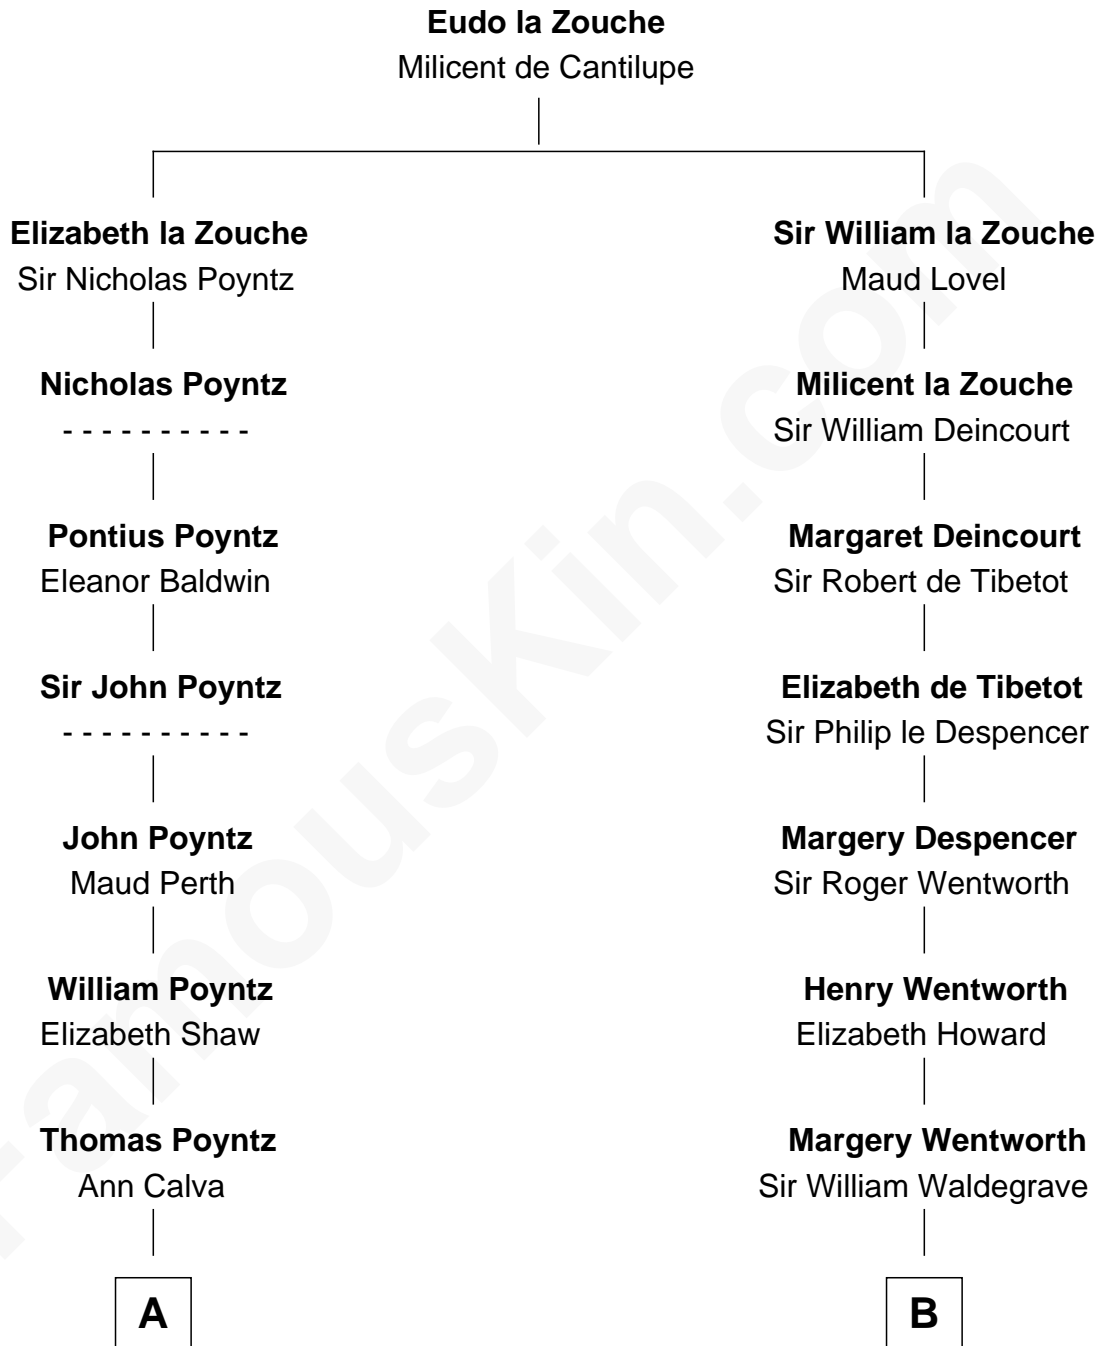 Eudo la Zouche
Milicent de Cantilupe
Elizabeth la Zouche
Sir Nicholas Poyntz
Sir William la Zouche
Maud Lovel
Nicholas Poyntz
- - - - - - - - - -
Milicent la Zouche
Sir William Deincourt
Pontius Poyntz
Eleanor Baldwin
Margaret Deincourt
Sir Robert de Tibetot
Sir John Poyntz
- - - - - - - - - -
Elizabeth de Tibetot
Sir Philip le Despencer
John Poyntz
Maud Perth
Margery Despencer
Sir Roger Wentworth
William Poyntz
Elizabeth Shaw
Henry Wentworth
Elizabeth Howard
Thomas Poyntz
Ann Calva
Margery Wentworth
Sir William Waldegrave
A
B
FamousKin.com